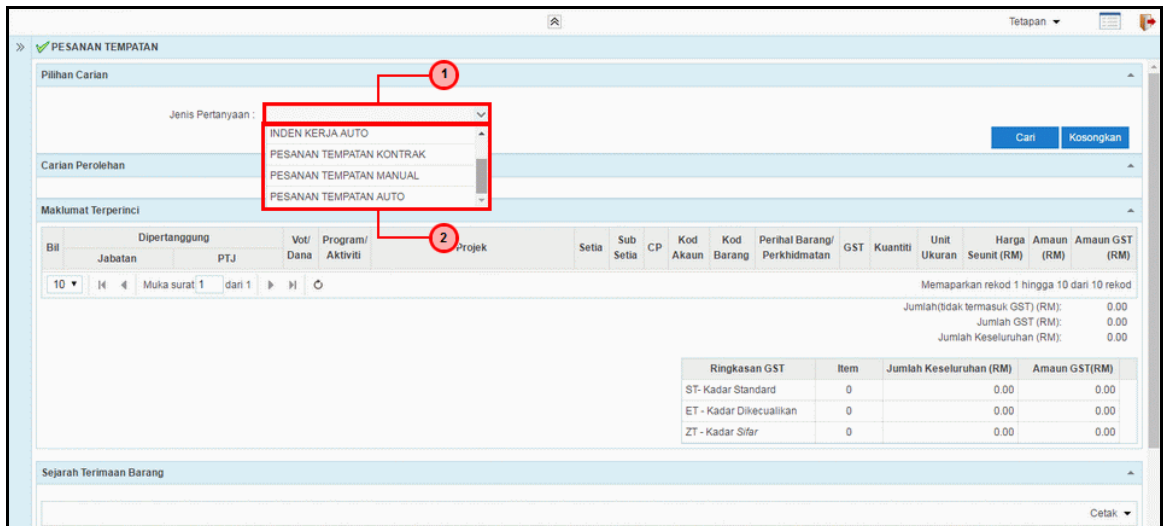 Tetapan
PESANAN TEMPATAN
Pilihan Carian
1
Jenis Pertanyaan :
INDEN KERJA AUTO
PESANAN TEMPATAN KONTRAK
PESANAN TEMPATAN MANUAL
PESANAN TEMPATAN AUTO
Cari Kosongkan
Carian Perolehan
Maklumat Terperinci
2
Bil Dipertanggung Jabatan PTJ Vot/ Dana Program/ Aktiviti Projek Setia Sub Setia CP Kod Akaun Kod Barang Perihal Barang/ Perkhidmatan GST Kuantiti Unit Ukuran Harga Seunit (RM) Amaun (RM) Amaun GST (RM)
10 Muka surat 1 dari 1 Memaparkan rekod 1 hingga 10 dari 10 rekod
Jumlah(tidak termasuk GST) (RM): 0.00
Jumlah GST (RM): 0.00
Jumlah Keseluruhan (RM): 0.00
Ringkasan GST Item Jumlah Keseluruhan (RM) Amaun GST(RM)
ST- Kadar Standard 0 0.00 0.00
ET - Kadar Dikecualikan 0 0.00 0.00
ZT - Kadar Sifar 0 0.00 0.00
Sejarah Terimaan Barang
Cetak